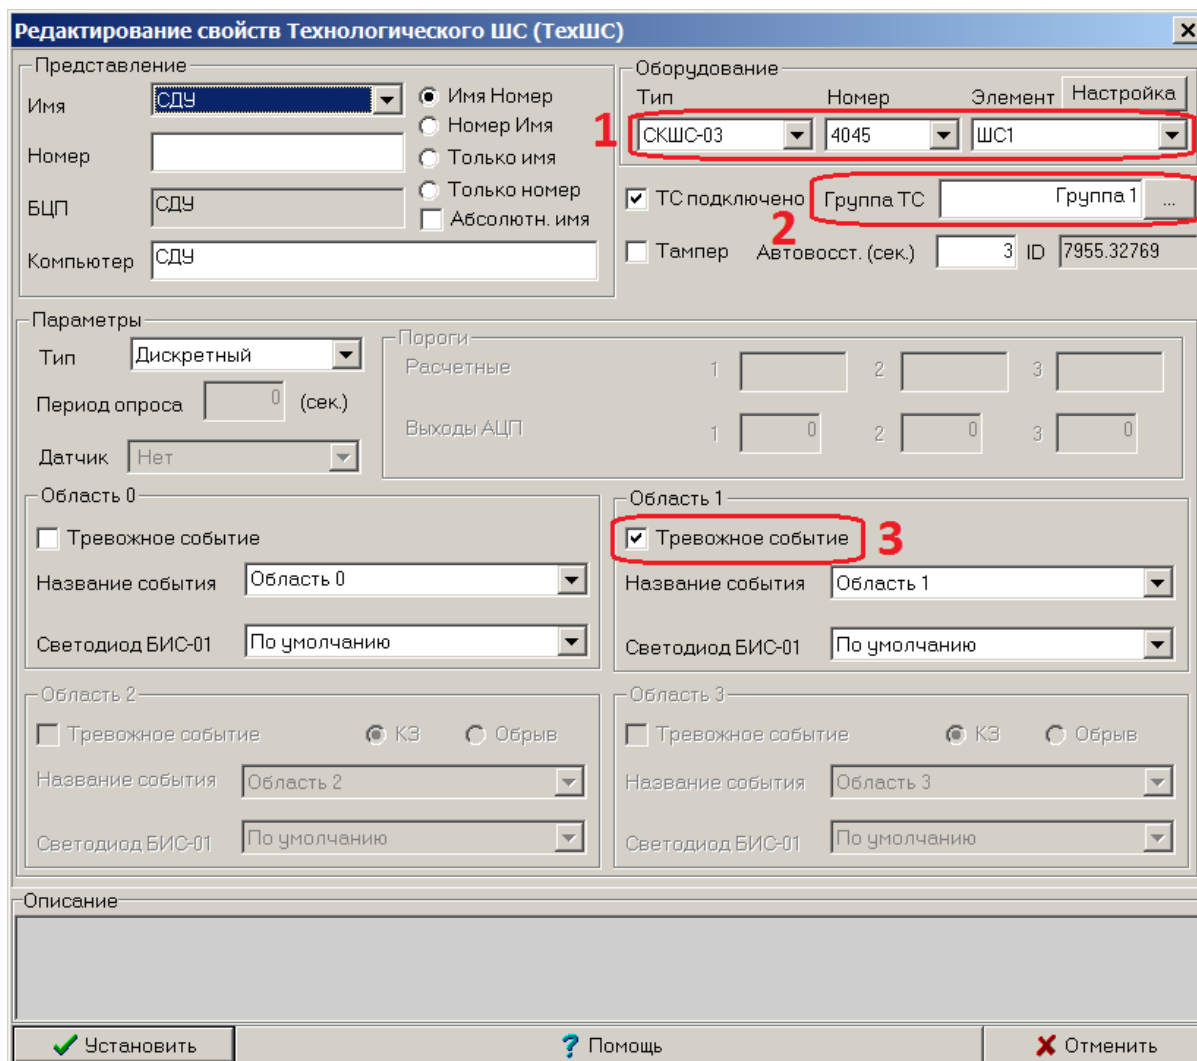 Редактирование свойств Технологического ШС (ТехШС)
Представление
Имя
СДУ
Имя Номер
Номер Имя
Номер
Только имя
Только номер
БЦП
СДУ
Абсолютн. имя
Компьютер
СДУ
Оборудование
Тип Номер Элемент Настройка
1
СКШС-03 4045 ШС1
ТС подключено Группа ТС Группа 1 ...
2
Тампер Автовосст. (сек.) 3 ID 7955.32769
Параметры
Тип Дискретный
Период опроса 0 (сек.)
Датчик Нет
Пороги
Расчетные 1 2 3
Выходы АЦП 1 0 2 0 3 0
Область 0
Тревожное событие
Название события Область 0
Светодиод БИС-01 По умолчанию
Область 1
Тревожное событие 3
Название события Область 1
Светодиод БИС-01 По умолчанию
Область 2
Тревожное событие КЗ Обрыв
Название события Область 2
Светодиод БИС-01 По умолчанию
Область 3
Тревожное событие КЗ Обрыв
Название события Область 3
Светодиод БИС-01 По умолчанию
Описание
Установить ? Помощь Отменить